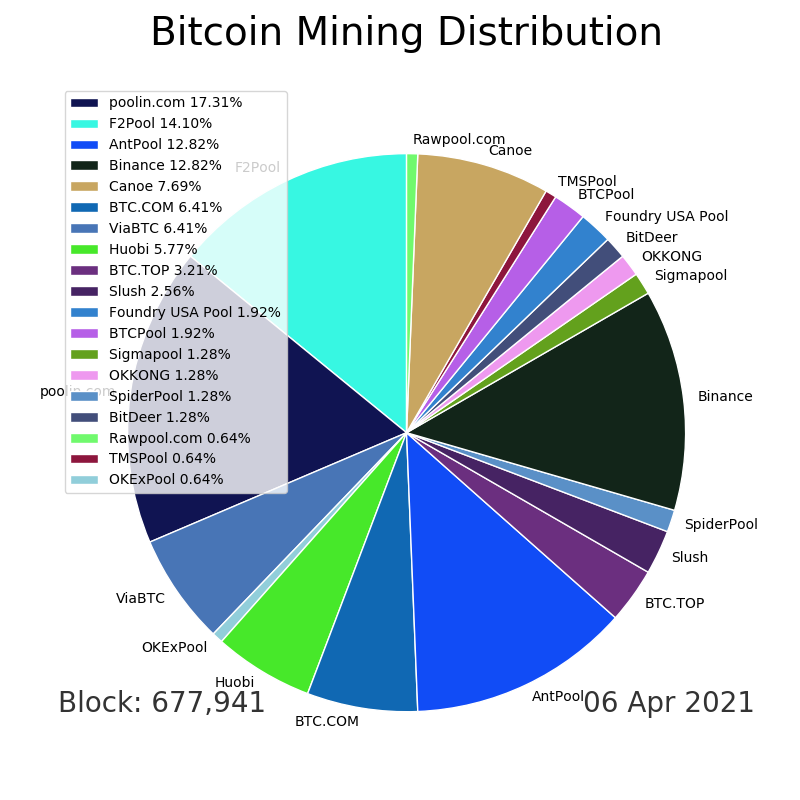 Bitcoin Mining Distribution
poolin.com 17.31%
F2Pool 14.10%
AntPool 12.82%
Binance 12.82%
Canoe 7.69%
BTC.COM 6.41%
ViaBTC 6.41%
Huobi 5.77%
BTC.TOP 3.21%
Slush 2.56%
Foundry USA Pool 1.92%
BTCPool 1.92%
Sigmapool 1.28%
OKKONG 1.28%
SpiderPool 1.28%
BitDeer 1.28%
Rawpool.com 0.64%
TMSPool 0.64%
OKExPool 0.64%
F2Pool
poolin.com
ViaBTC
OKExPool
Huobi
BTC.COM
AntPool
BTC.TOP
Slush
SpiderPool
Binance
Sigmapool
OKKONG
BitDeer
Foundry USA Pool
BTCPool
TMSPool
Canoe
Rawpool.com
Block: 677,941
06 Apr 2021